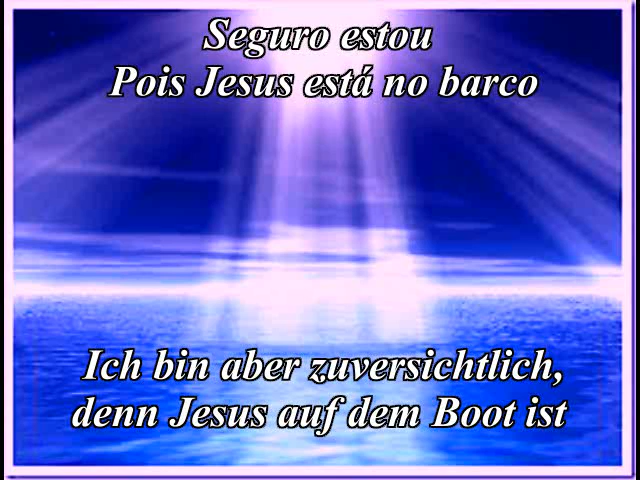 Seguro estou
Pois Jesus está no barco
Ich bin aber zuversichtlich,
denn Jesus auf dem Boot ist